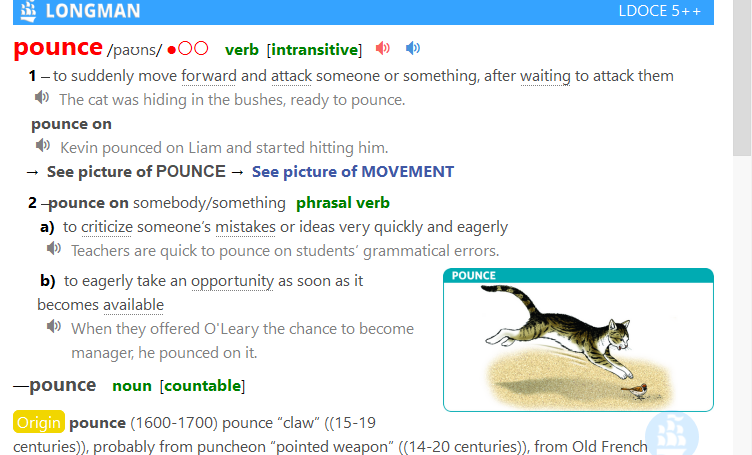 LONGMAN LDOCE 5++
pounce /paʊns/ ●○○ verb [intransitive]
1 – to suddenly move forward and attack someone or something, after waiting to attack them
The cat was hiding in the bushes, ready to pounce.
pounce on
Kevin pounced on Liam and started hitting him.
→ See picture of POUNCE → See picture of MOVEMENT
2 –pounce on somebody/something phrasal verb
a) to criticize someone’s mistakes or ideas very quickly and eagerly
Teachers are quick to pounce on students’ grammatical errors.
b) to eagerly take an opportunity as soon as it
becomes available
When they offered O'Leary the chance to become
manager, he pounced on it.
POUNCE
—pounce noun [countable]
Origin pounce (1600-1700) pounce “claw” ((15-19
centuries)), probably from puncheon “pointed weapon” ((14-20 centuries)), from Old French